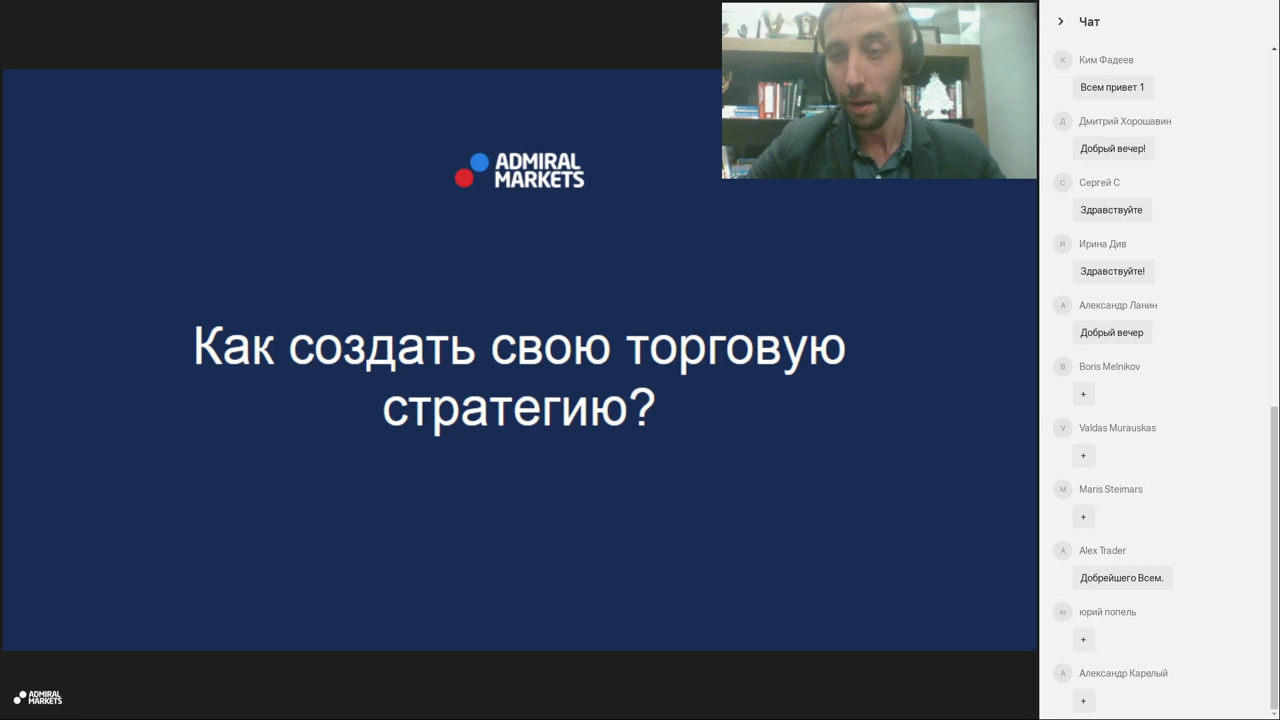 ADMIRAL
MARKETS
Как создать свою торговую
стратегию?
ADMIRAL
MARKETS
Чат
К
Ким Фадеев
Всем привет 1
Д
Дмитрий Хорошавин
Добрый вечер!
С
Сергей С
Здравствуйте
И
Ирина Див
Здравствуйте!
А
Александр Ланин
Добрый вечер
B
Boris Melnikov
+
V
Valdas Murauskas
+
M
Maris Steimars
+
A
Alex Trader
Добрейшего Всем.
ю
юрий попель
+
А
Александр Карелый
+